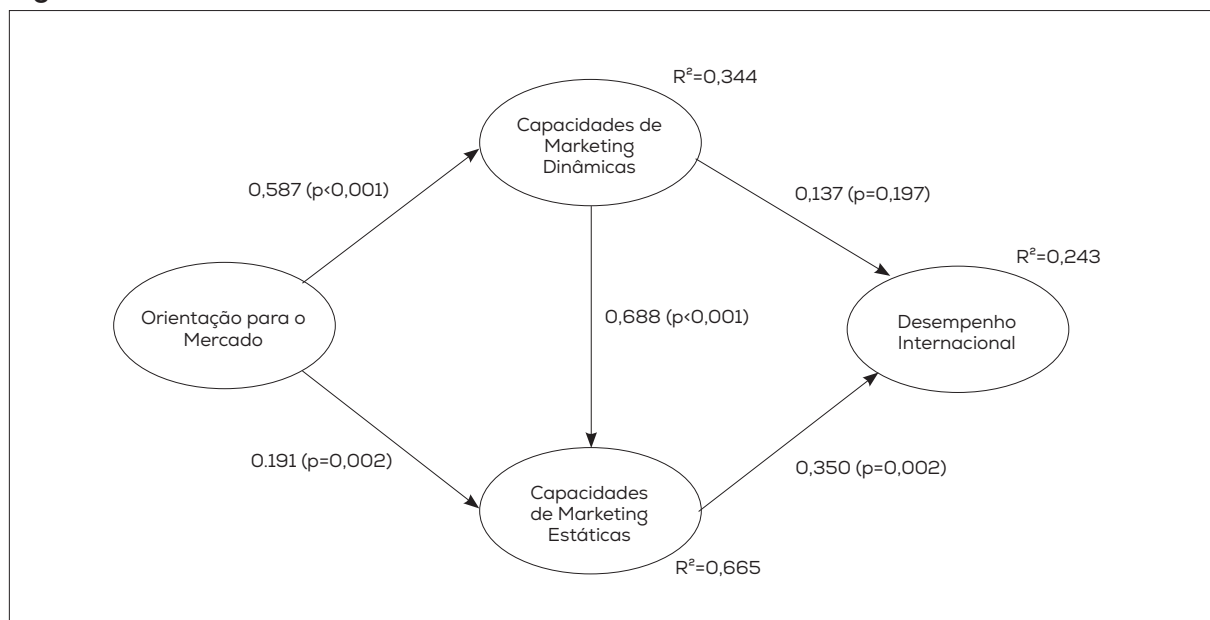 R²=0,344
Capacidades de
Marketing
Dinâmicas
0,587 (p<0,001)
0,137 (p=0,197)
R²=0,243
Orientação para o
Mercado
0,688 (p<0,001)
Desempenho
Internacional
0.191 (p=0,002)
0,350 (p=0,002)
Capacidades
de Marketing
Estáticas
R²=0,665